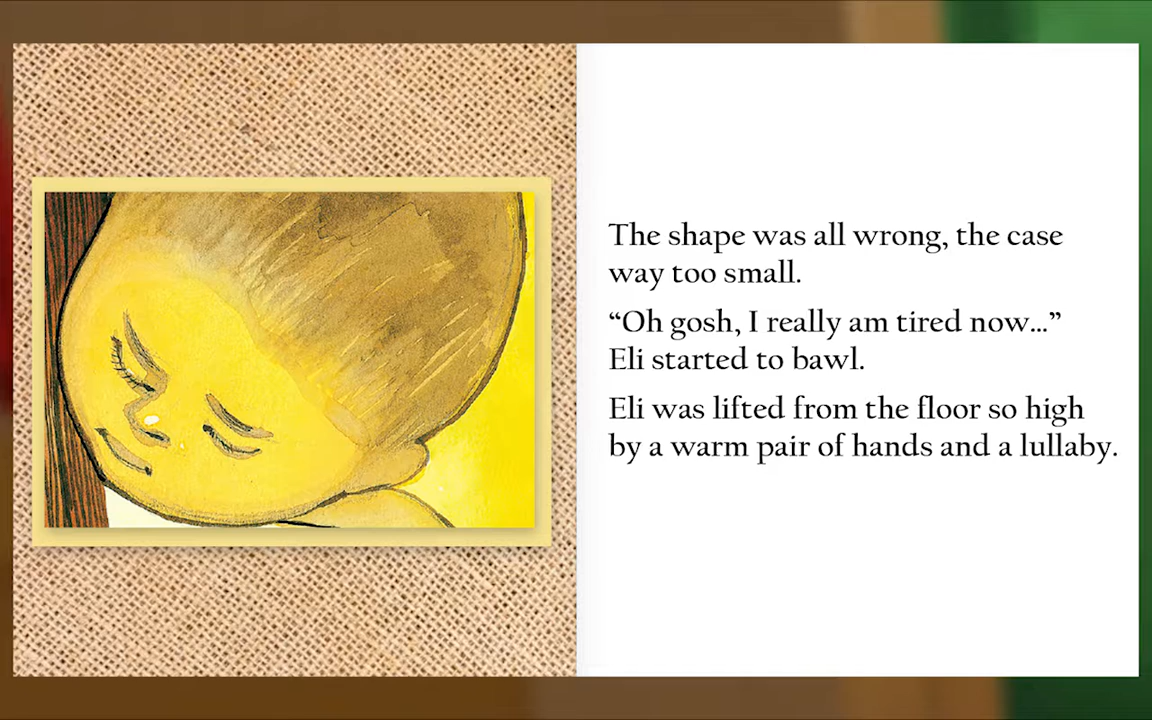 The shape was all wrong, the case
way too small.
“Oh gosh, I really am tired now...”
Eli started to bawl.
Eli was lifted from the floor so high
by a warm pair of hands and a lullaby.